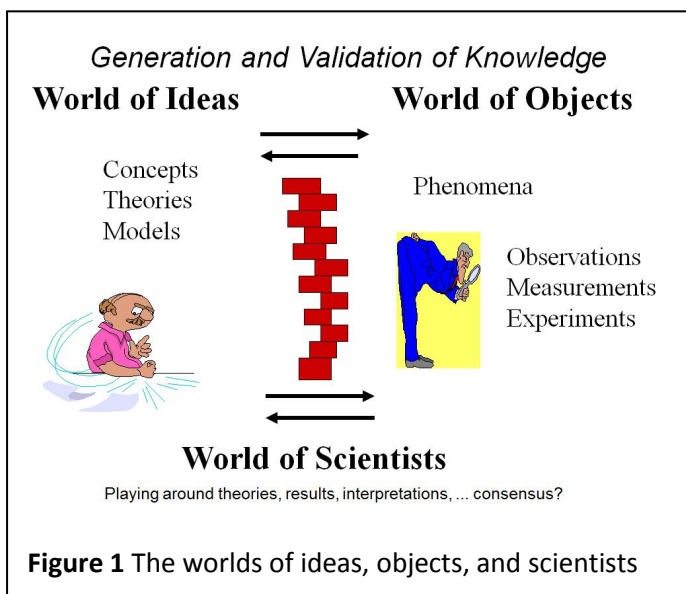 Generation and Validation of Knowledge
World of Ideas
World of Objects
Concepts
Theories
Models
Phenomena
Observations
Measurements
Experiments
World of Scientists
Playing around theories, results, interpretations, ... consensus?
Figure 1 The worlds of ideas, objects, and scientists